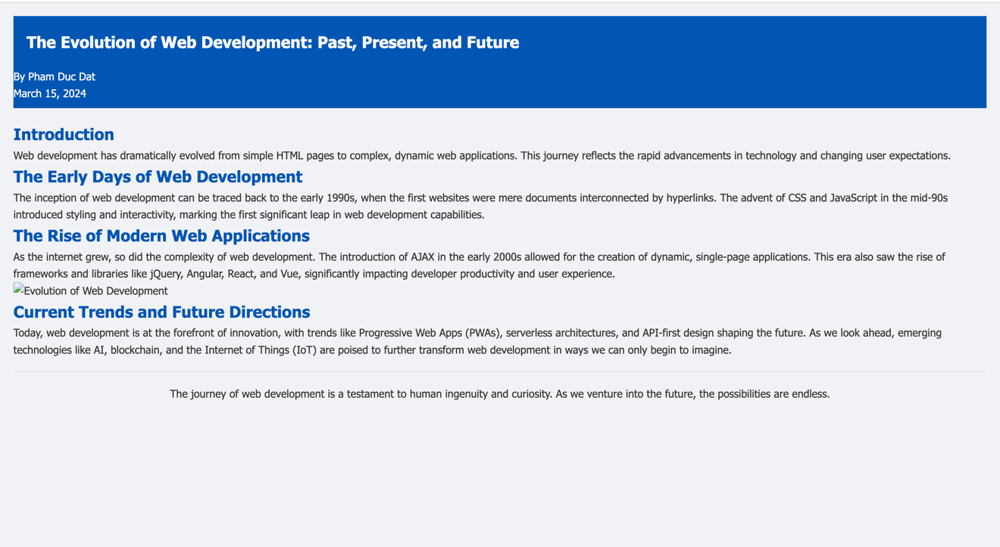 The Evolution of Web Development: Past, Present, and Future
By Pham Duc Dat
March 15, 2024
Introduction
Web development has dramatically evolved from simple HTML pages to complex, dynamic web applications. This journey reflects the rapid advancements in technology and changing user expectations.
The Early Days of Web Development
The inception of web development can be traced back to the early 1990s, when the first websites were mere documents interconnected by hyperlinks. The advent of CSS and JavaScript in the mid-90s
introduced styling and interactivity, marking the first significant leap in web development capabilities.
The Rise of Modern Web Applications
As the internet grew, so did the complexity of web development. The introduction of AJAX in the early 2000s allowed for the creation of dynamic, single-page applications. This era also saw the rise of
frameworks and libraries like jQuery, Angular, React, and Vue, significantly impacting developer productivity and user experience.
Evolution of Web Development
Current Trends and Future Directions
Today, web development is at the forefront of innovation, with trends like Progressive Web Apps (PWAs), serverless architectures, and API-first design shaping the future. As we look ahead, emerging
technologies like AI, blockchain, and the Internet of Things (IoT) are poised to further transform web development in ways we can only begin to imagine.
The journey of web development is a testament to human ingenuity and curiosity. As we venture into the future, the possibilities are endless.